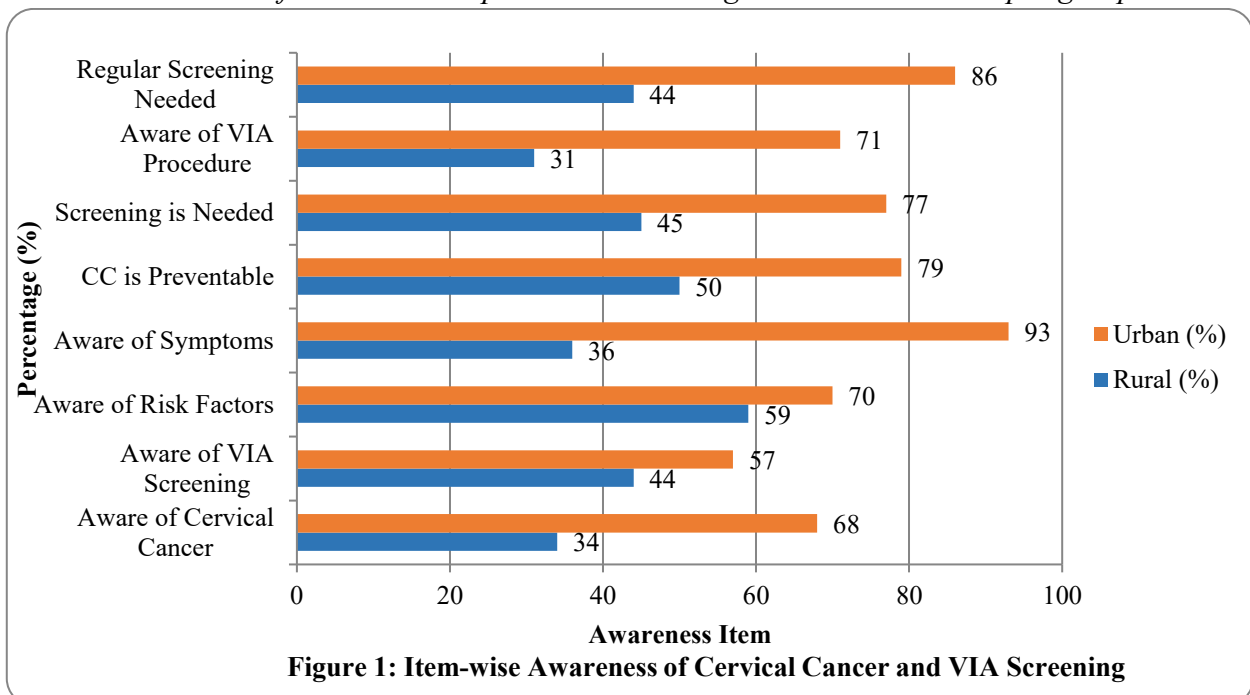 Regular Screening
Needed
86
44
Aware of VIA
Procedure
71
31
Screening is Needed
77
45
CC is Preventable
79
50
Aware of Symptoms
93
36
Aware of Risk Factors
70
59
Aware of VIA
Screening
57
44
Aware of Cervical
Cancer
68
34
Percentage (%)
Urban (%)
Rural (%)
0 20 40 60 80 100
Awareness Item
Figure 1: Item-wise Awareness of Cervical Cancer and VIA Screening